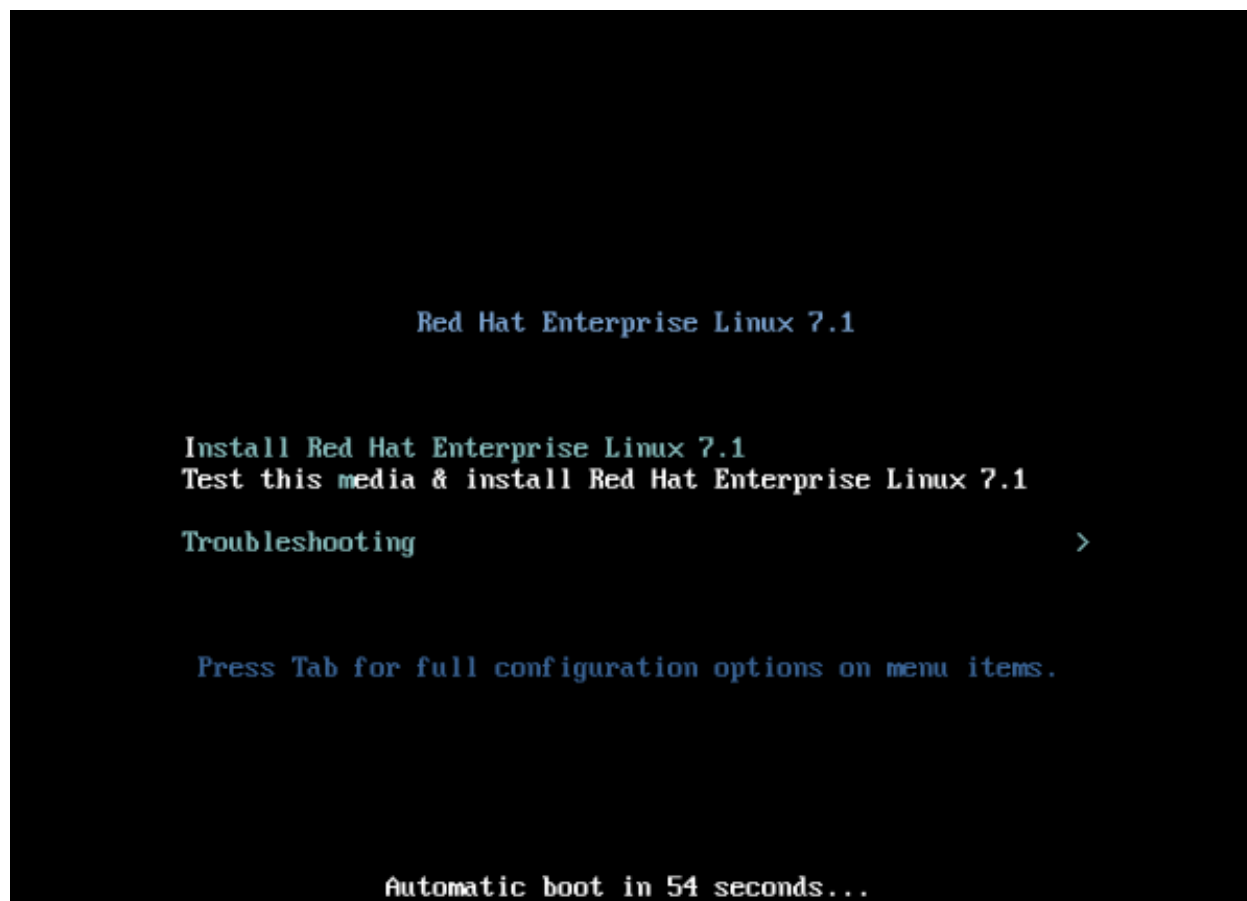 Red Hat Enterprise Linux 7.1
Install Red Hat Enterprise Linux 7.1
Test this media & install Red Hat Enterprise Linux 7.1
Troubleshooting >
Press Tab for full configuration options on menu items.
Automatic boot in 54 seconds...